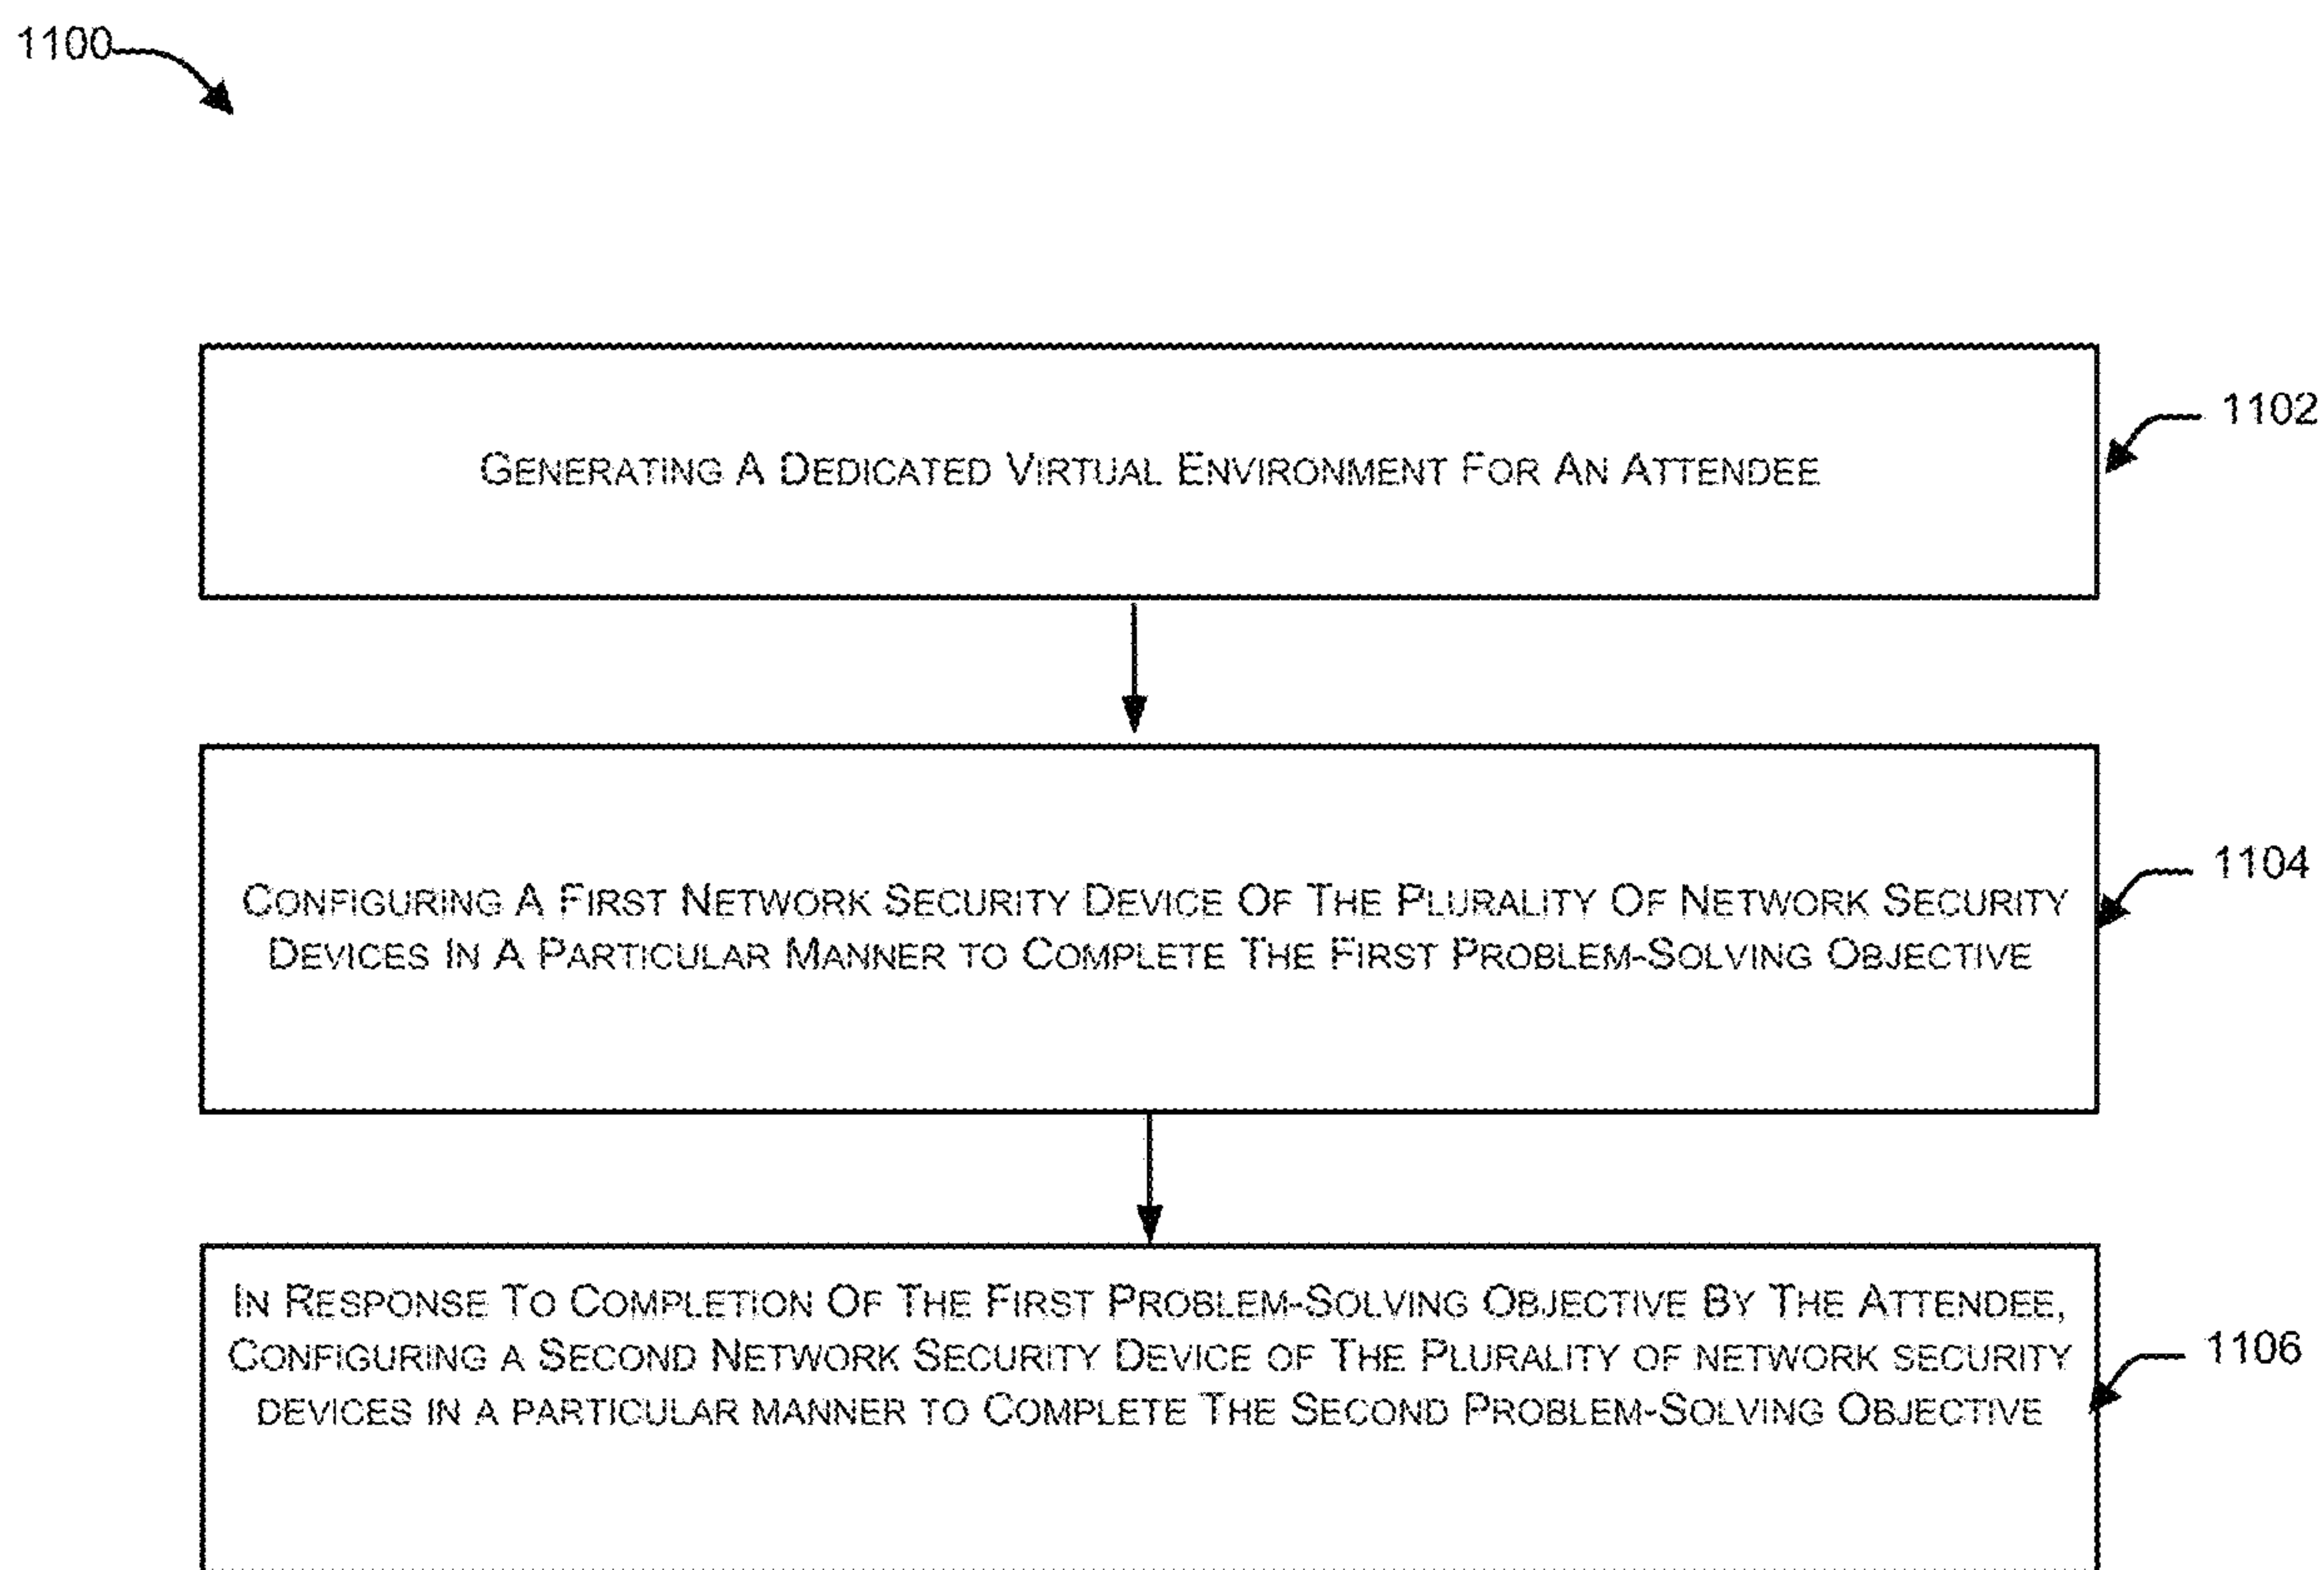 1100
GENERATING A DEDICATED VIRTUAL ENVIRONMENT FOR AN ATTENDEE
1102
CONFIGURING A FIRST NETWORK SECURITY DEVICE OF THE PLURALITY OF NETWORK SECURITY
DEVICES IN A PARTICULAR MANNER TO COMPLETE THE FIRST PROBLEM-SOLVING OBJECTIVE
1104
IN RESPONSE TO COMPLETION OF THE FIRST PROBLEM-SOLVING OBJECTIVE BY THE ATTENDEE,
CONFIGURING A SECOND NETWORK SECURITY DEVICE OF THE PLURALITY OF NETWORK SECURITY
DEVICES IN A PARTICULAR MANNER TO COMPLETE THE SECOND PROBLEM-SOLVING OBJECTIVE
1106